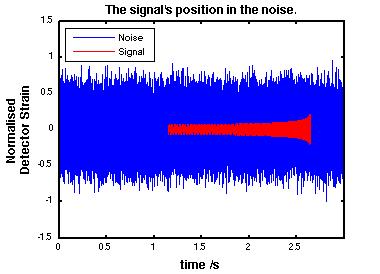 The signal's position in the noise.
Noise
Signal
Normalised
Detector Strain
1.5
1
0.5
0
-0.5
-1
-1.5
0 0.5 1 1.5 2 2.5
time /s